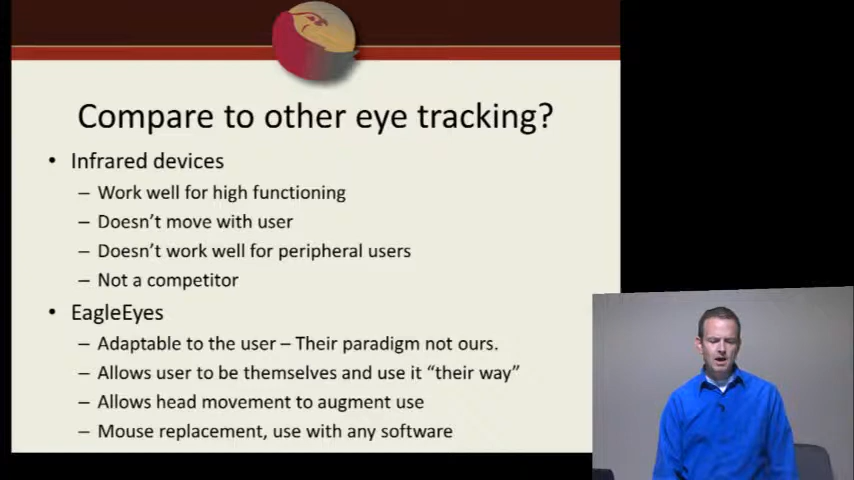 Compare to other eye tracking?
• Infrared devices
– Work well for high functioning
– Doesn't move with user
– Doesn't work well for peripheral users
– Not a competitor
• EagleEyes
– Adaptable to the user – Their paradigm not ours.
– Allows user to be themselves and use it “their way”
– Allows head movement to augment use
– Mouse replacement, use with any software